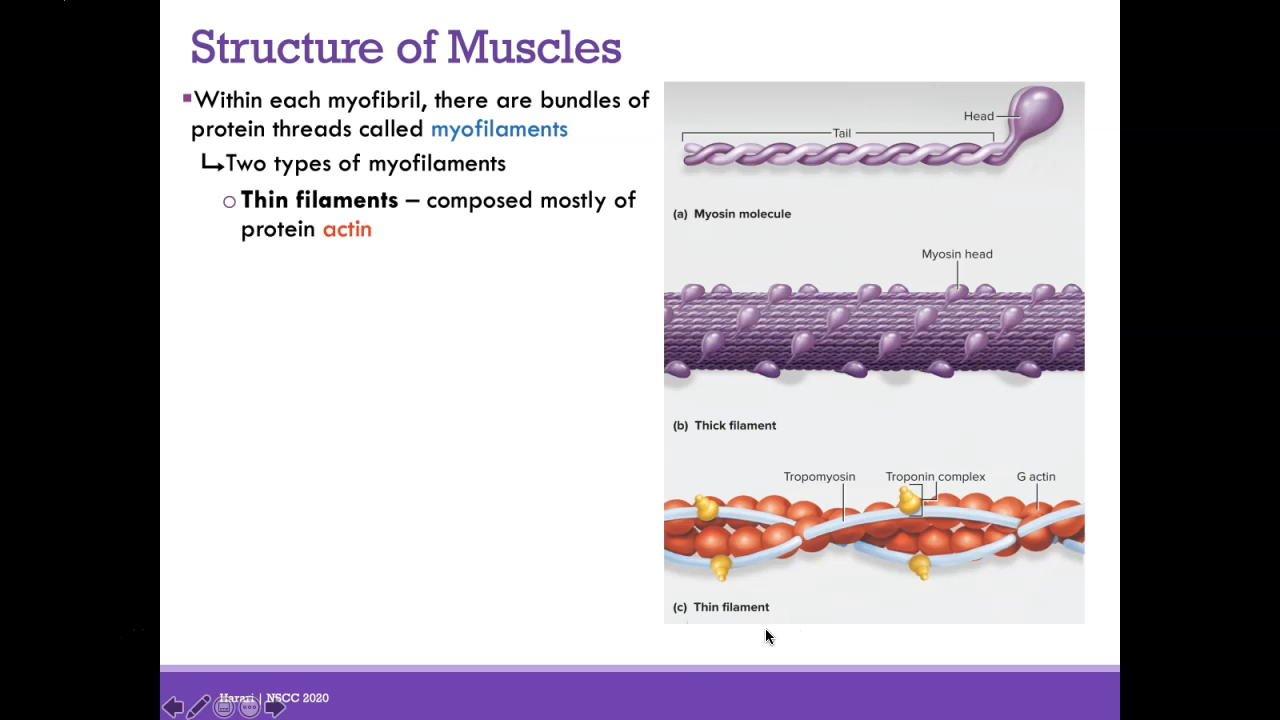 Structure of Muscles
▪Within each myofibril, there are bundles of
protein threads called myofilaments
↳Two types of myofilaments
○ Thin filaments – composed mostly of
protein actin
Head
Tail
(a) Myosin molecule
Myosin head
(b) Thick filament
Tropomyosin
Troponin complex
G actin
(c) Thin filament
Harari | NSCC 2020